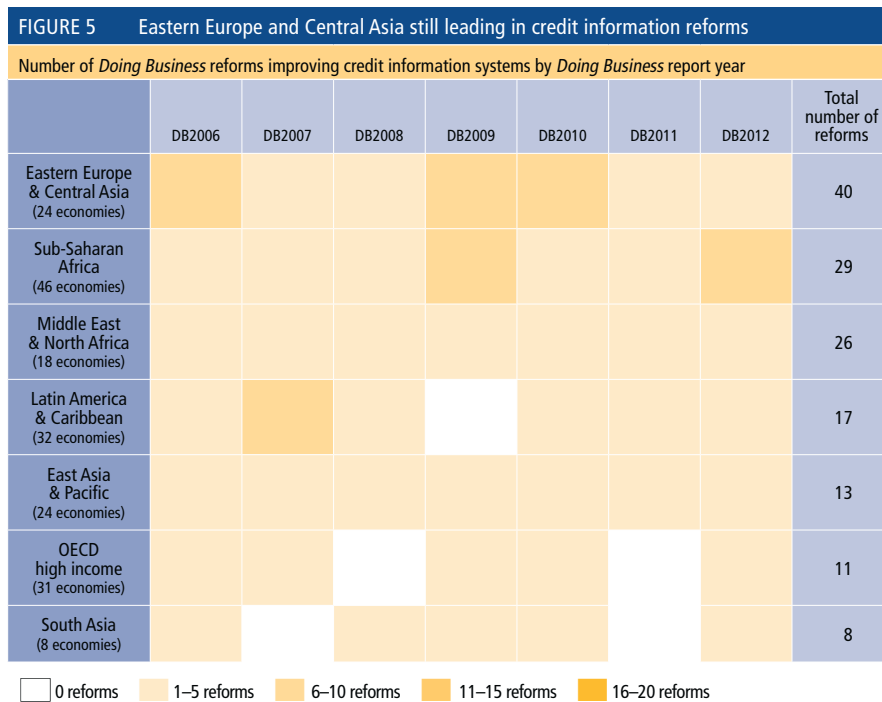 FIGURE 5 Eastern Europe and Central Asia still leading in credit information reforms
Number of Doing Business reforms improving credit information systems by Doing Business report year
DB2006 DB2007 DB2008 DB2009 DB2010 DB2011 DB2012 Total
number of
reforms
Eastern Europe
& Central Asia
(24 economies)
40
Sub-Saharan
Africa
(46 economies)
29
Middle East
& North Africa
(18 economies)
26
Latin America
& Caribbean
(32 economies)
17
East Asia
& Pacific
(24 economies)
13
OECD
high income
(31 economies)
11
South Asia
(8 economies)
8
0 reforms 1–5 reforms 6–10 reforms 11–15 reforms 16–20 reforms